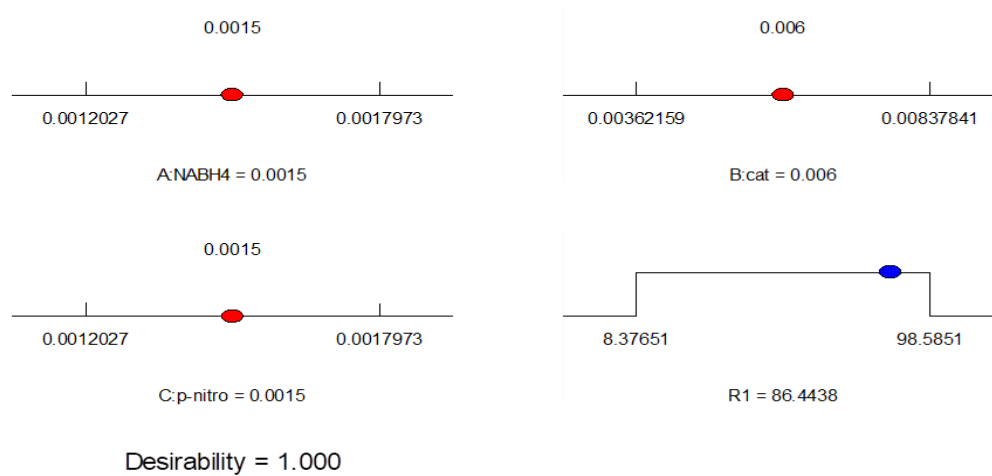 0.0015
0.0012027 0.0017973
A:NABH4 = 0.0015
0.006
0.00362159 0.00837841
B:cat = 0.006
0.0015
0.0012027 0.0017973
C:p-nitro = 0.0015
8.37651 98.5851
R1 = 86.4438
Desirability = 1.000